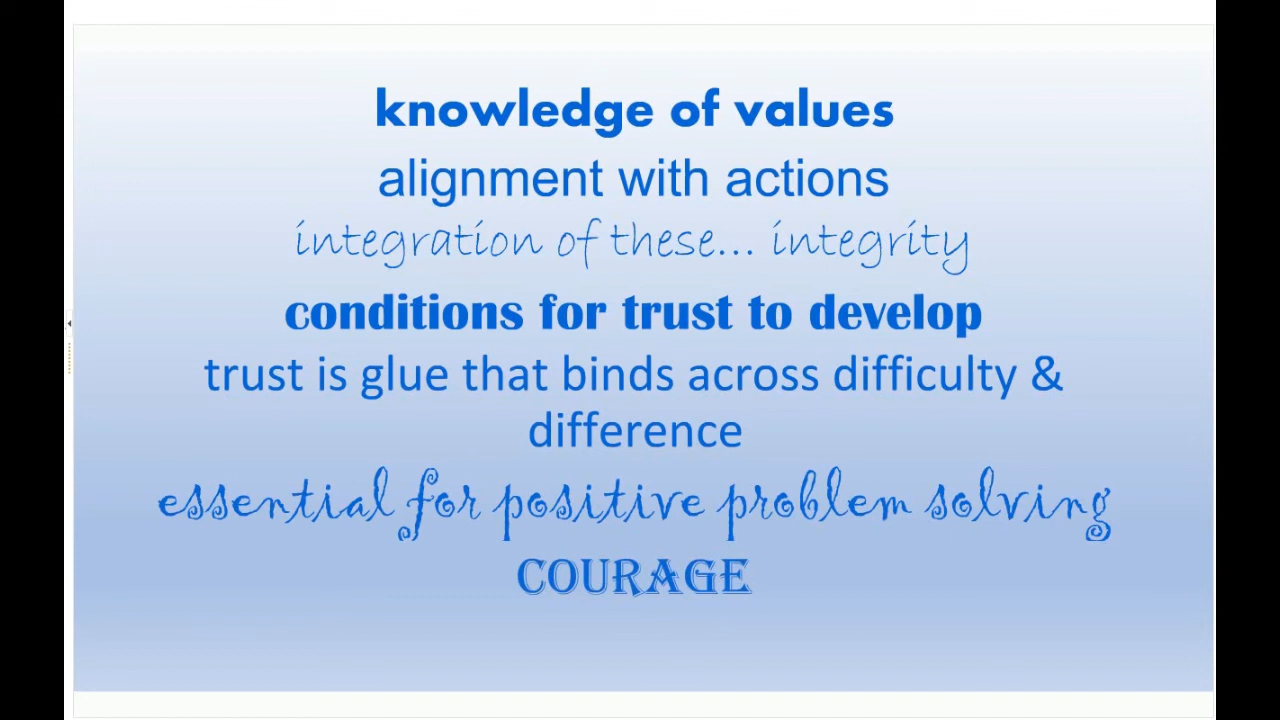 knowledge of values
alignment with actions
integration of these... integrity
conditions for trust to develop
trust is glue that binds across difficulty &
difference
essential for positive problem solving
COURAGE